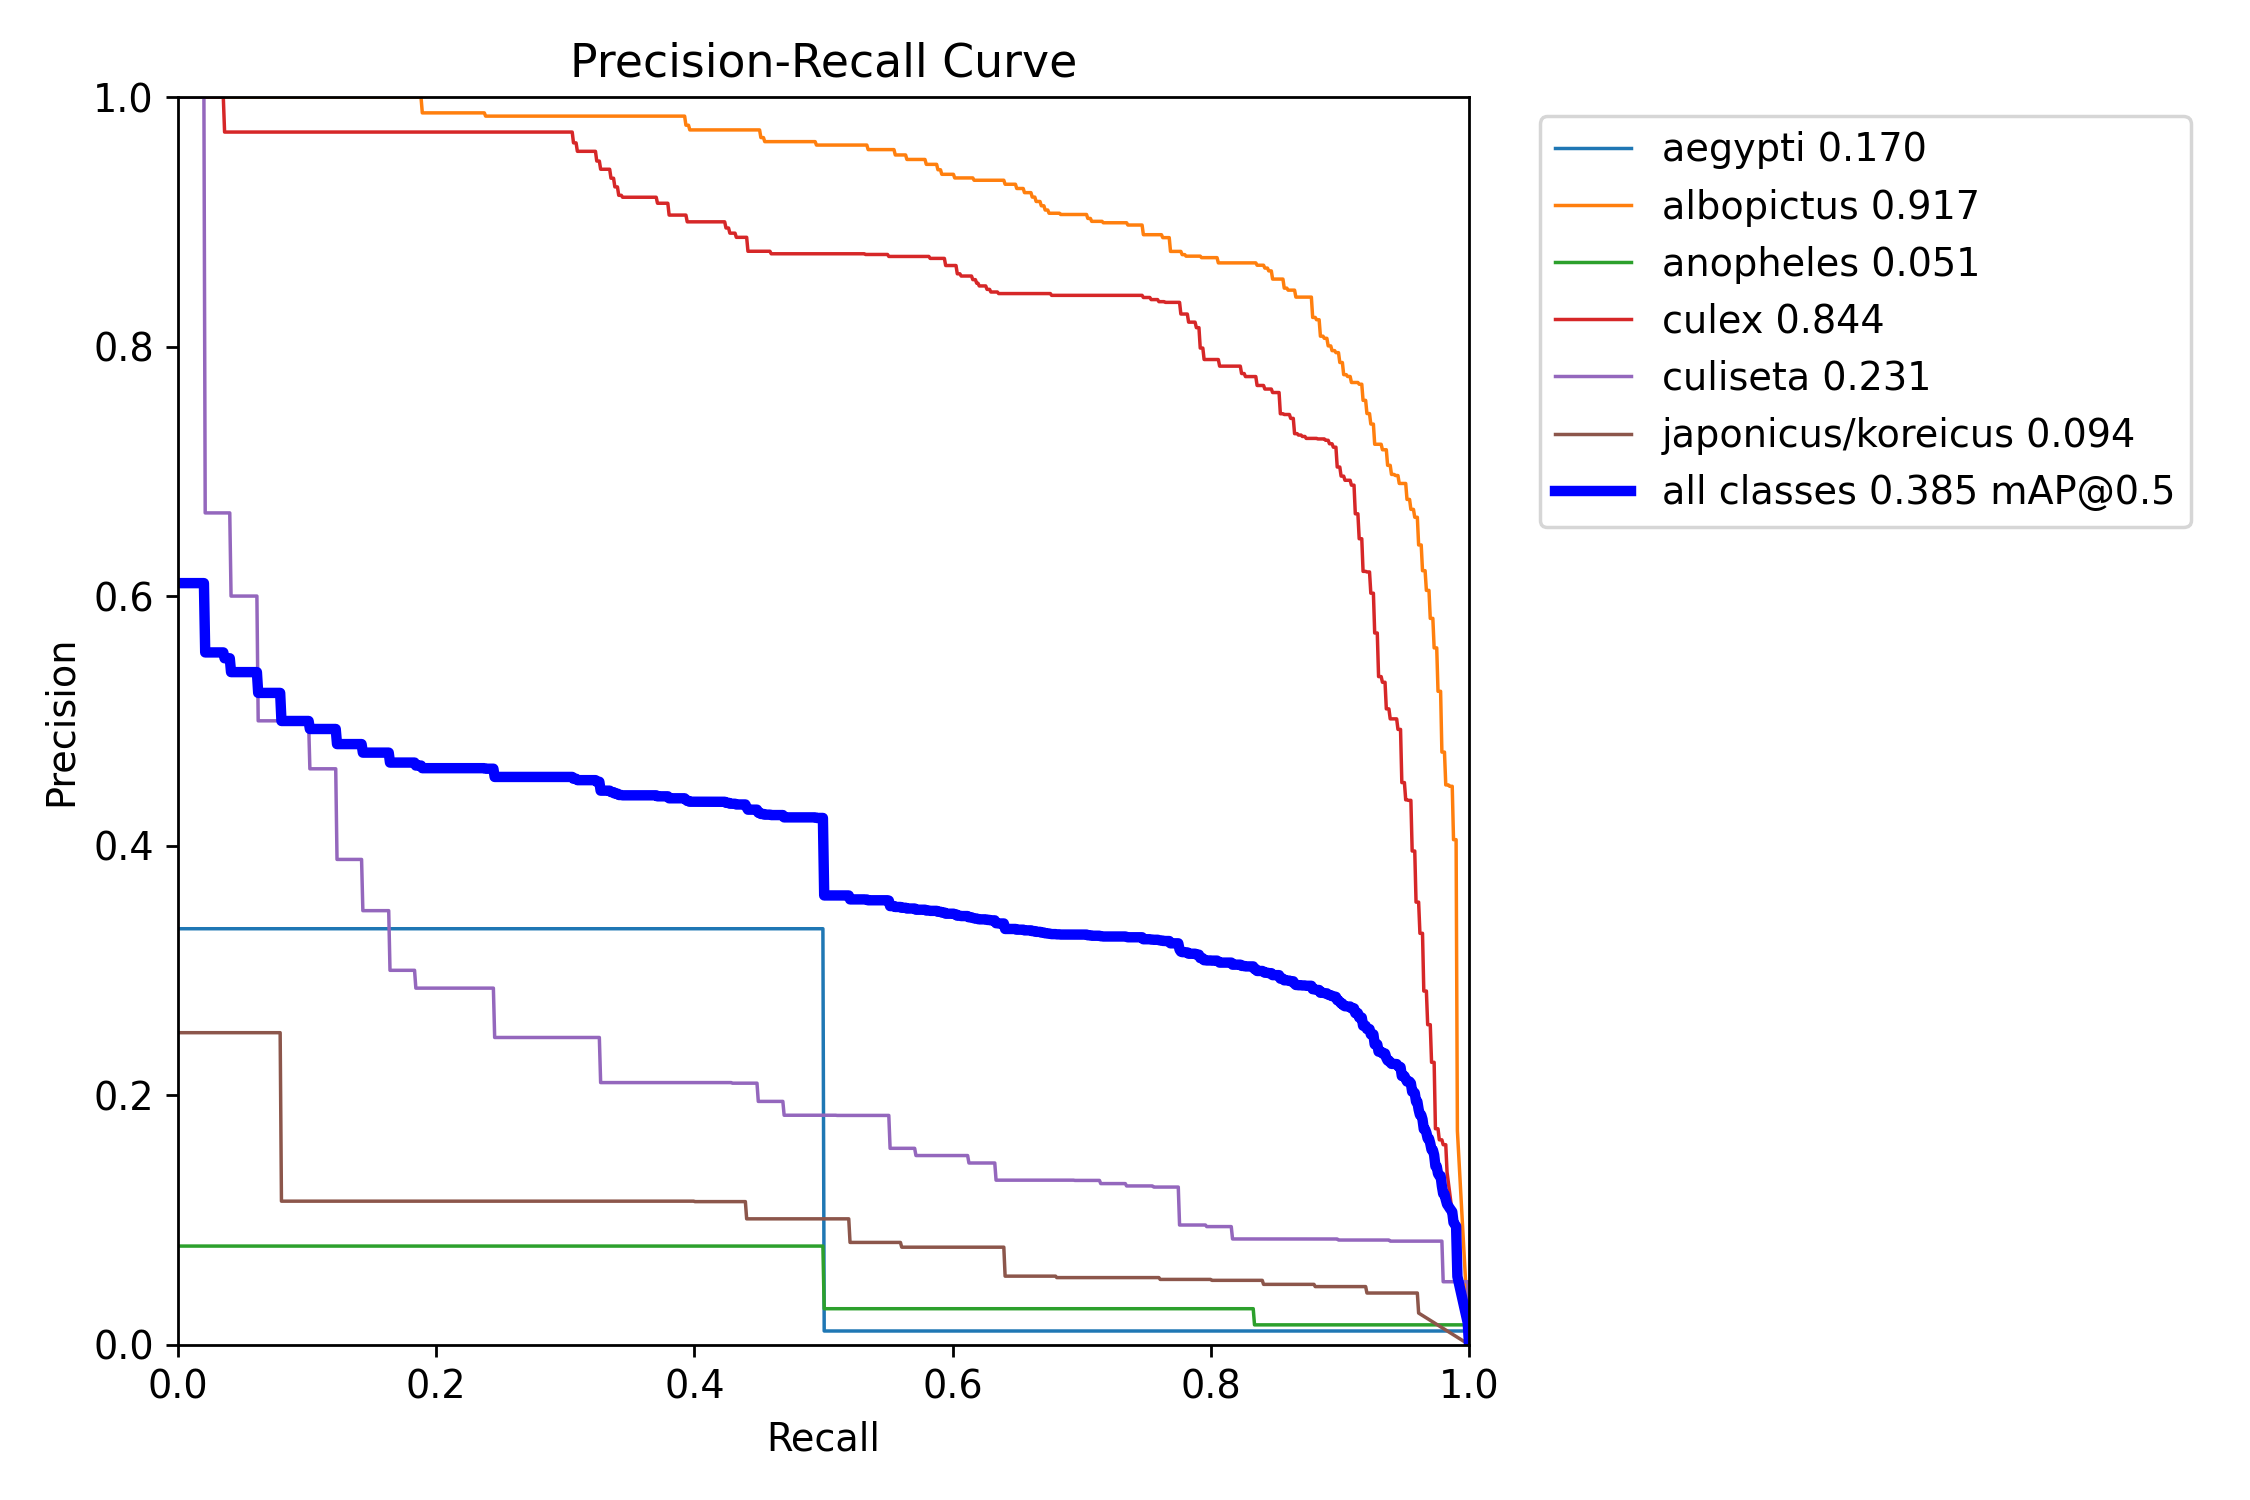 Precision-Recall Curve
1.0
0.8
0.6
0.4
0.2
0.0
Precision
0.0 0.2 0.4 0.6 0.8 1.0
Recall
aegypti 0.170
albopictus 0.917
anopheles 0.051
culex 0.844
culiseta 0.231
japonicus/koreicus 0.094
all classes 0.385 mAP@0.5